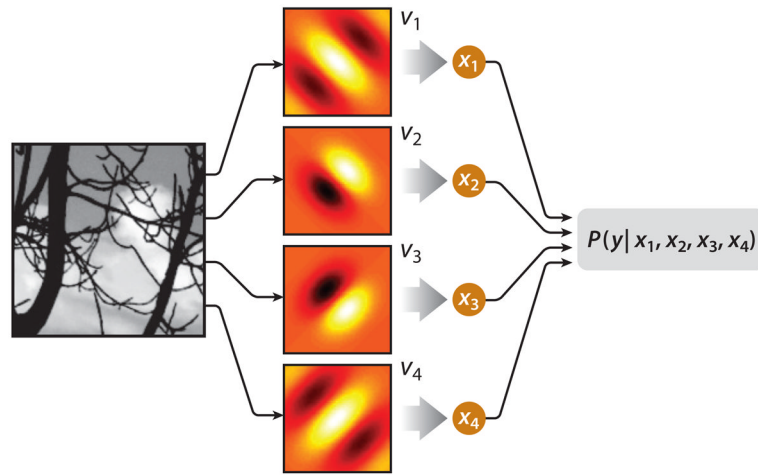 v₁
x₁
v₂
x₂
v₃
x₃
v₄
x₄
P(y| x₁, x₂, x₃, x₄)